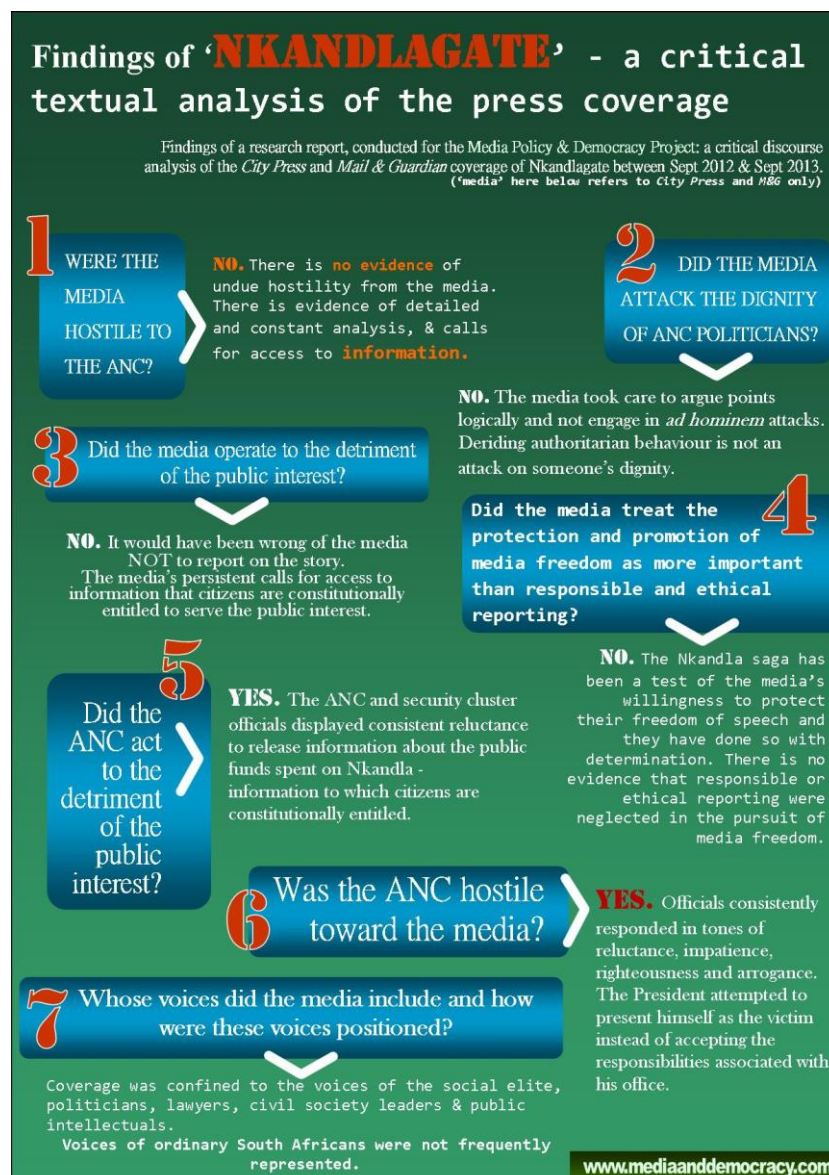 Findings of ‘NKANDLAGATE’ - a critical
textual analysis of the press coverage
Findings of a research report, conducted for the Media Policy & Democracy Project: a critical discourse
analysis of the City Press and Mail & Guardian coverage of Nkandlagate between Sept 2012 & Sept 2013.
(‘media’ here below refers to City Press and M&G only)
1
WERE THE
MEDIA
HOSTILE TO
THE ANC?
NO. There is no evidence of
undue hostility from the media.
There is evidence of detailed
and constant analysis, & calls
for access to information.
2
DID THE MEDIA
ATTACK THE DIGNITY
OF ANC POLITICIANS?
NO. The media took care to argue points
logically and not engage in ad hominem attacks.
Deriding authoritarian behaviour is not an
attack on someone’s dignity.
3
Did the media operate to the detriment
of the public interest?
NO. It would have been wrong of the media
NOT to report on the story.
The media’s persistent calls for access to
information that citizens are constitutionally
entitled to serve the public interest.
4
Did the media treat the
protection and promotion of
media freedom as more important
than responsible and ethical
reporting?
NO. The Nkandla saga has
been a test of the media’s
willingness to protect
their freedom of speech and
they have done so with
determination. There is no
evidence that responsible or
ethical reporting were
neglected in the pursuit of
media freedom.
5
Did the
ANC act
to the
detriment
of the
public
interest?
YES. The ANC and security cluster
officials displayed consistent reluctance
to release information about the public
funds spent on Nkandla -
information to which citizens are
constitutionally entitled.
6
Was the ANC hostile
toward the media?
YES. Officials consistently
responded in tones of
reluctance, impatience,
righteousness and arrogance.
The President attempted to
present himself as the victim
instead of accepting the
responsibilities associated with
his office.
7
Whose voices did the media include and how
were these voices positioned?
Coverage was confined to the voices of the social elite,
politicians, lawyers, civil society leaders & public
intellectuals.
Voices of ordinary South Africans were not frequently
represented.
www.mediaanddemocracy.com